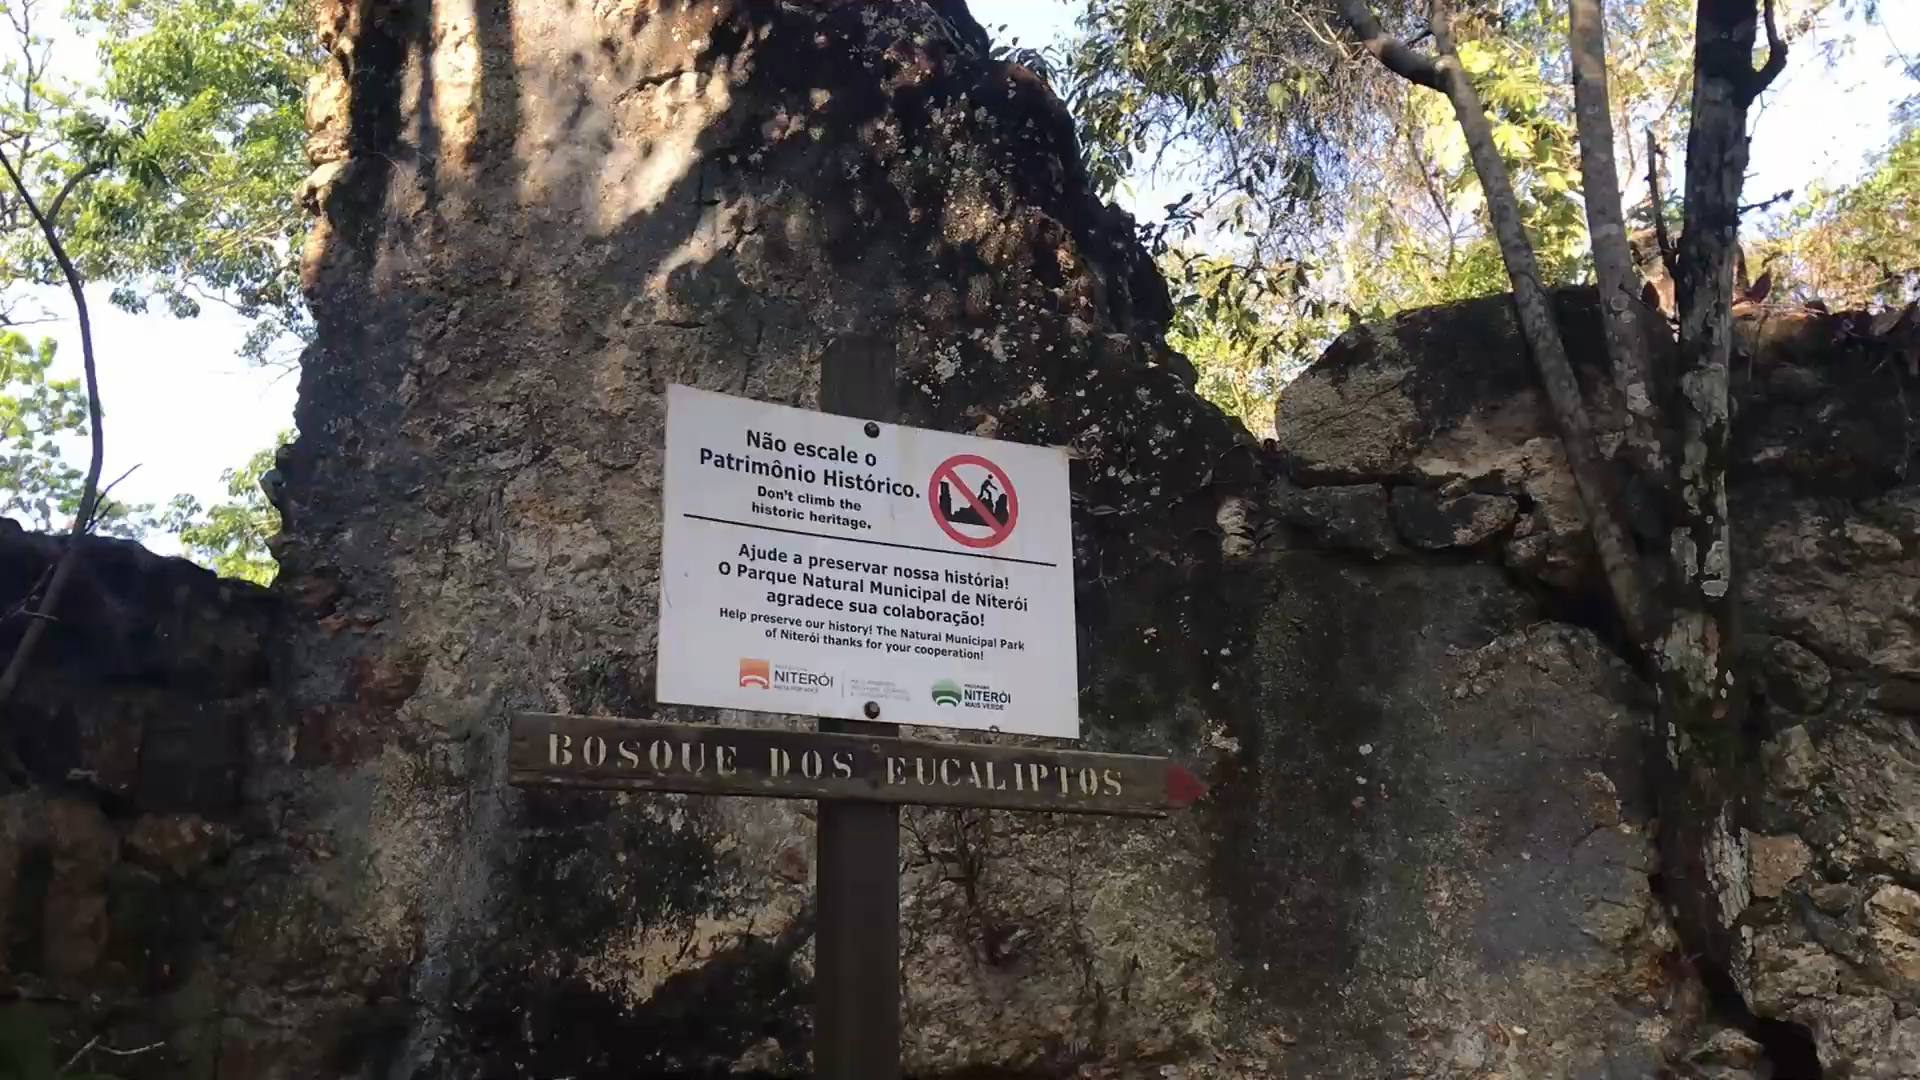 Não escale o
Patrimônio Histórico.
Don't climb the
historic heritage.
Ajude a preservar nossa história!
O Parque Natural Municipal de Niterói
agradece sua colaboração!
Help preserve our history! The Natural Municipal Park
of Niterói thanks for your cooperation!
NITERÓI
PROGRAMA
NITERÓI
MAIS VERDE
BOSQUE DOS EUCALIPTOS